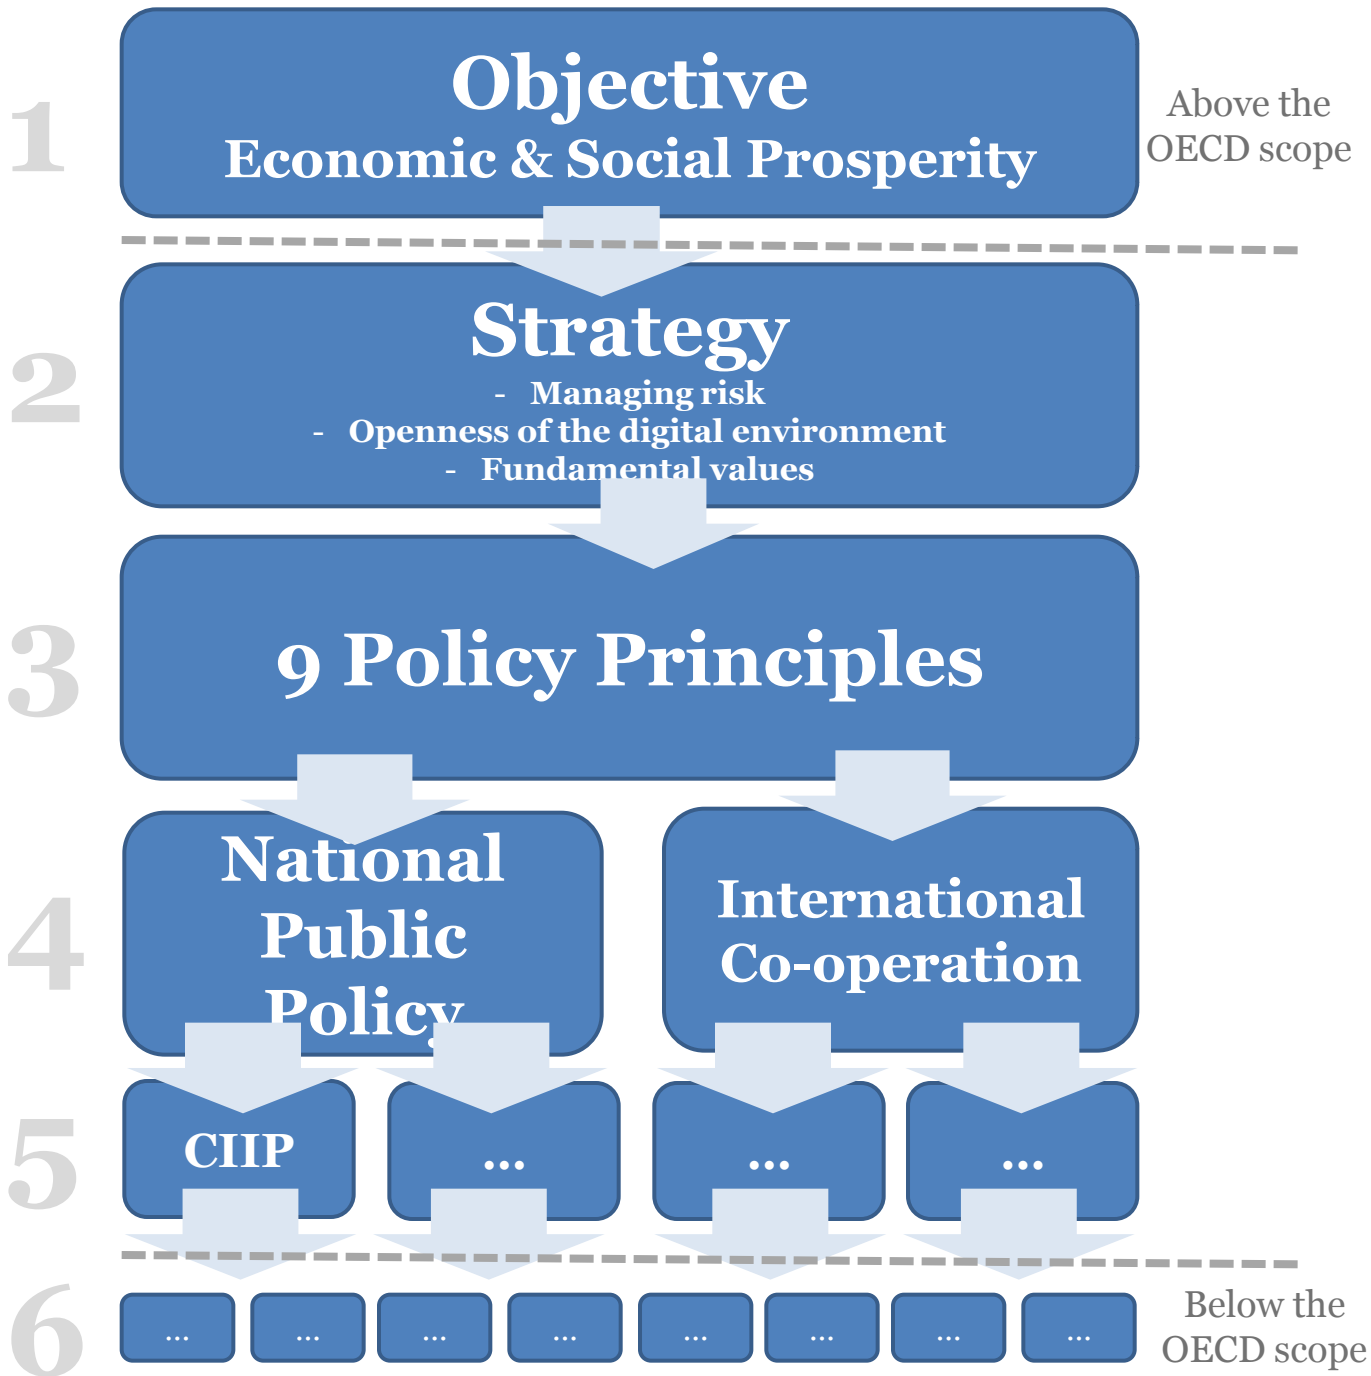 1
Objective
Economic & Social Prosperity
Above the
OECD scope
2
Strategy
- Managing risk
- Openness of the digital environment
- Fundamental values
3
9 Policy Principles
4
National
Public
Policy
International
Co-operation
5
CIIP
...
...
...
6
...
...
...
...
...
...
...
...
Below the
OECD scope